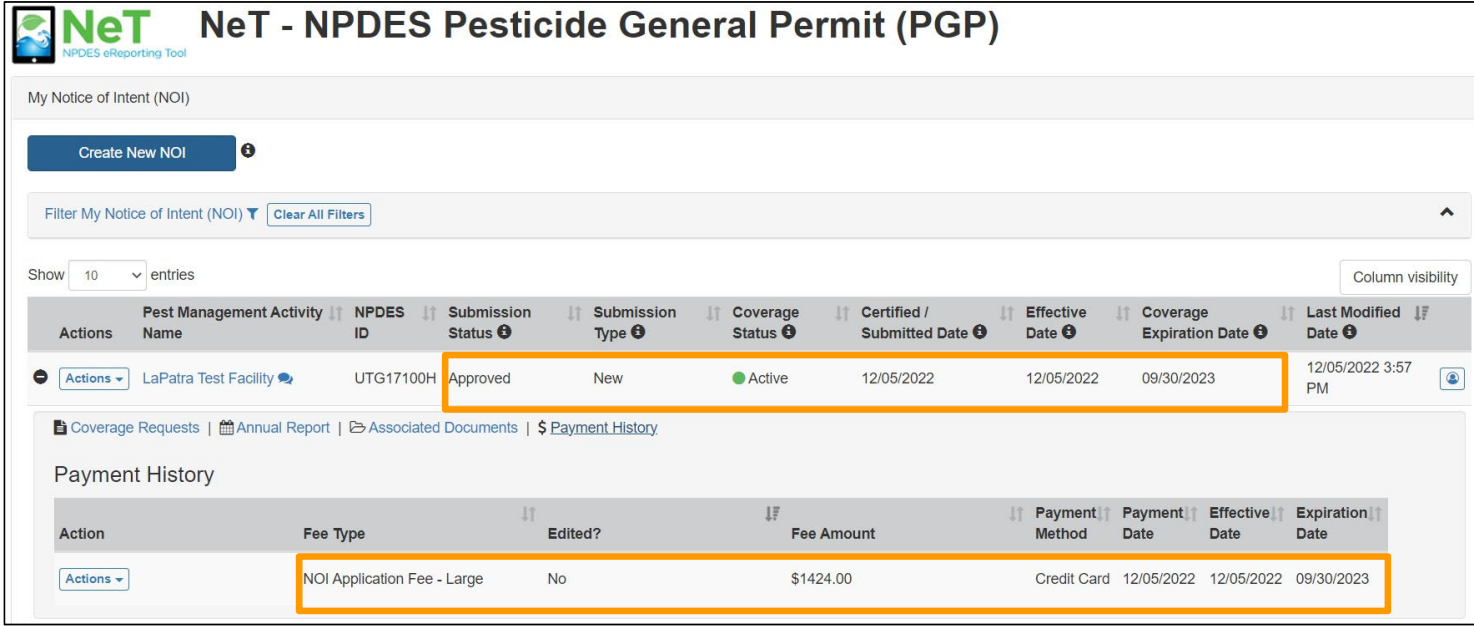 NeT
NPDES eReporting Tool
NeT - NPDES Pesticide General Permit (PGP)
My Notice of Intent (NOI)
Create New NOI
Filter My Notice of Intent (NOI) Clear All Filters
Show 10 entries
Column visibility
Actions Pest Management Activity Name NPDES ID Submission Status Submission Type Coverage Status Certified / Submitted Date Effective Date Coverage Expiration Date Last Modified Date
Actions LaPatra Test Facility UTG17100H Approved New Active 12/05/2022 12/05/2022 09/30/2023 12/05/2022 3:57 PM
Coverage Requests | Annual Report | Associated Documents | $ Payment History
Payment History
Action Fee Type Edited? Fee Amount Payment Method Payment Date Effective Date Expiration Date
Actions NOI Application Fee - Large No $1424.00 Credit Card 12/05/2022 12/05/2022 09/30/2023